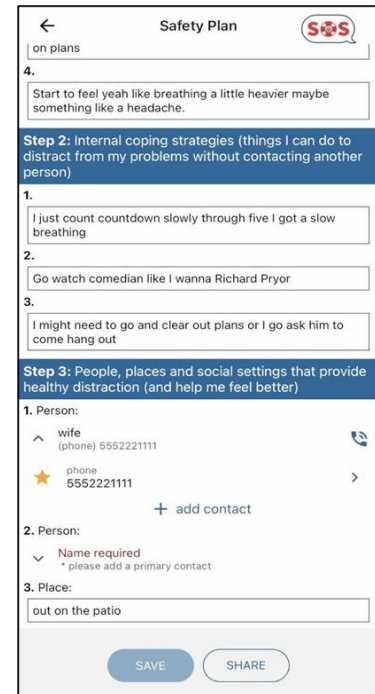 Safety Plan
SOS
on plans
4.
Start to feel yeah like breathing a little heavier maybe
something like a headache.
Step 2: Internal coping strategies (things I can do to
distract from my problems without contacting another
person)
1.
I just count countdown slowly through five I got a slow
breathing
2.
Go watch comedian like I wanna Richard Pryor
3.
I might need to go and clear out plans or I go ask him to
come hang out
Step 3: People, places and social settings that provide
healthy distraction (and help me feel better)
1. Person:
wife
(phone) 5552221111
phone
5552221111
+ add contact
2. Person:
Name required
* please add a primary contact
3. Place:
out on the patio
SAVE SHARE